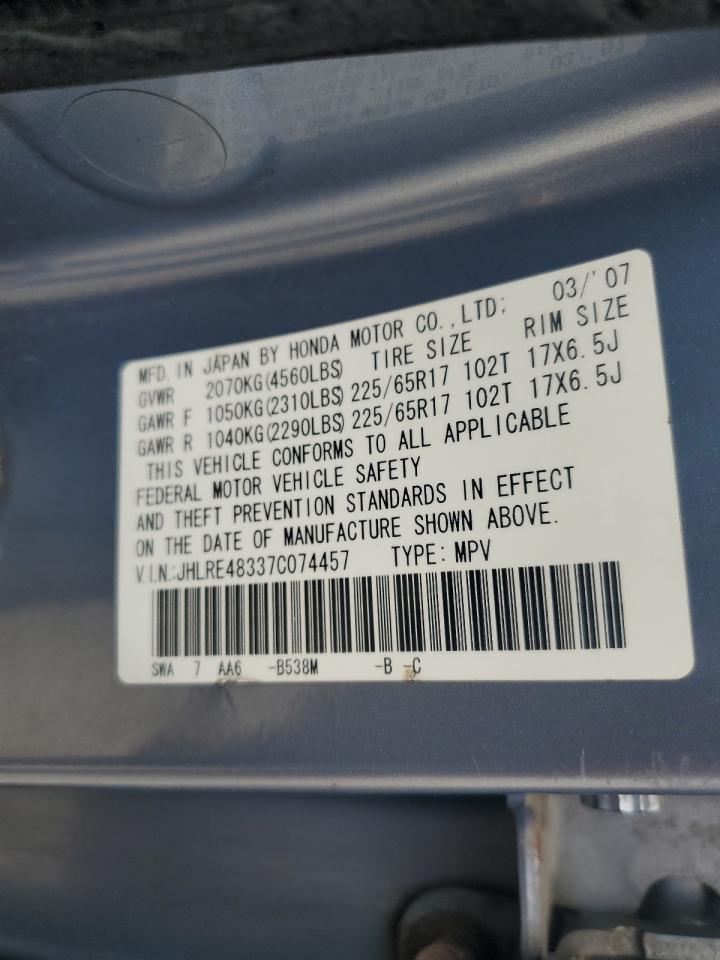 MFD. IN JAPAN BY HONDA MOTOR CO.,LTD; 03/'07
GVWR 2070KG(4560LBS) TIRE SIZE RIM SIZE
GAWR F 1050KG(2310LBS) 225/65R17 102T 17X6.5J
GAWR R 1040KG(2290LBS) 225/65R17 102T 17X6.5J
THIS VEHICLE CONFORMS TO ALL APPLICABLE
FEDERAL MOTOR VEHICLE SAFETY
AND THEFT PREVENTION STANDARDS IN EFFECT
ON THE DATE OF MANUFACTURE SHOWN ABOVE.
V.I.N.:JHLRE48337C074457 TYPE: MPV
SWA 7 AA6 -B538M -B -C